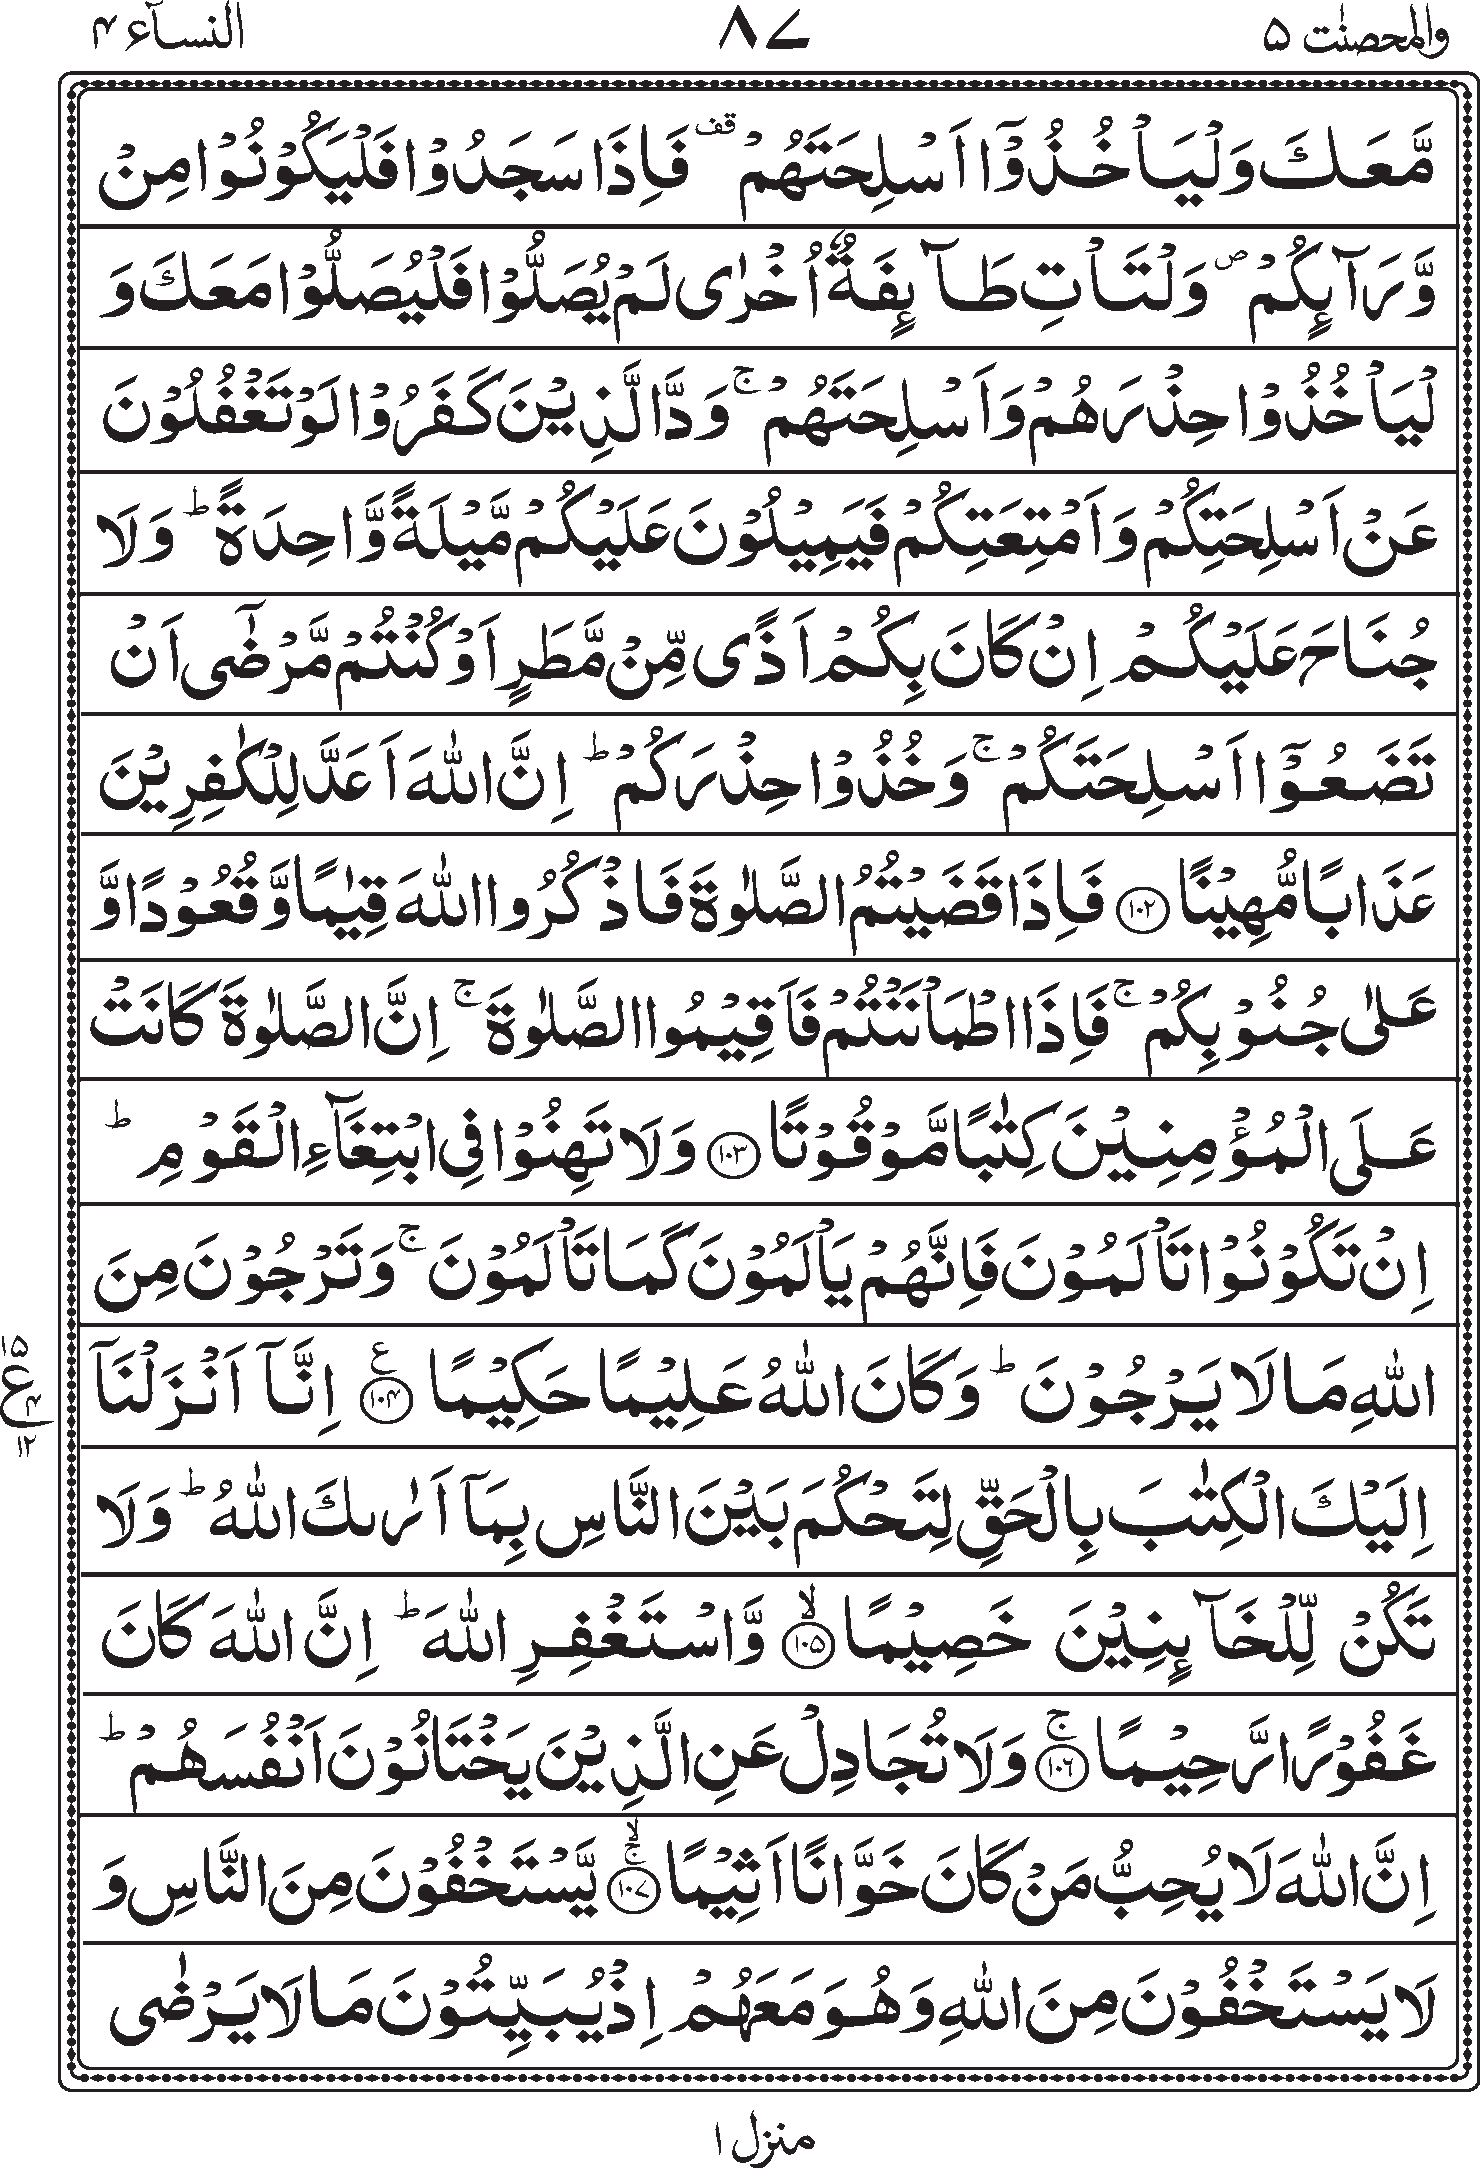 والمحصنٰت ۵
۸۷
النسآء ۴
مَّعَكَ وَلْيَاْخُذُوْۤا اَسْلِحَتَهُمْ ۫ قف فَاِذَا سَجَدُوْا فَلْيَكُوْنُوْا مِنْ
وَّرَآئِكُمْ ۪ وَلْتَاْتِ طَآئِفَةٌ اُخْرٰى لَمْ يُصَلُّوْا فَلْيُصَلُّوْا مَعَكَ وَ
لْيَاْخُذُوْا حِذْرَهُمْ وَاَسْلِحَتَهُمْ ۚ وَدَّ الَّذِيْنَ كَفَرُوْا لَوْ تَغْفُلُوْنَ
عَنْ اَسْلِحَتِكُمْ وَاَمْتِعَتِكُمْ فَيَمِيْلُوْنَ عَلَيْكُمْ مَّيْلَةً وَّاحِدَةً ؕ وَلَا
جُنَاحَ عَلَيْكُمْ اِنْ كَانَ بِكُمْ اَذًى مِّنْ مَّطَرٍ اَوْ كُنْتُمْ مَّرْضٰۤى اَنْ
تَضَعُوْۤا اَسْلِحَتَكُمْ ۚ وَخُذُوْا حِذْرَكُمْ ؕ اِنَّ اللّٰهَ اَعَدَّ لِلْكٰفِرِيْنَ
عَذَابًا مُّهِيْنًا ﴿۱۰۲﴾ فَاِذَا قَضَيْتُمُ الصَّلٰوةَ فَاذْكُرُوا اللّٰهَ قِيٰمًا وَّقُعُوْدًا وَّ
عَلٰى جُنُوْبِكُمْ ۚ فَاِذَا اطْمَاْنَنْتُمْ فَاَقِيْمُوا الصَّلٰوةَ ۚ اِنَّ الصَّلٰوةَ كَانَتْ
عَلَى الْمُؤْمِنِيْنَ كِتٰبًا مَّوْقُوْتًا ﴿۱۰۳﴾ وَلَا تَهِنُوْا فِى ابْتِغَآءِ الْقَوْمِ ؕ
اِنْ تَكُوْنُوْا تَاْلَمُوْنَ فَاِنَّهُمْ يَاْلَمُوْنَ كَمَا تَاْلَمُوْنَ ۚ وَتَرْجُوْنَ مِنَ
اللّٰهِ مَا لَا يَرْجُوْنَ ؕ وَكَانَ اللّٰهُ عَلِيْمًا حَكِيْمًا ﴿۱۰۴﴾ ع اِنَّاۤ اَنْزَلْنَاۤ
۱۵
ع
۴
۱۲
اِلَيْكَ الْكِتٰبَ بِالْحَقِّ لِتَحْكُمَ بَيْنَ النَّاسِ بِمَاۤ اَرٰىكَ اللّٰهُ ؕ وَلَا
تَكُنْ لِّلْخَآئِنِيْنَ خَصِيْمًا ﴿۱۰۵﴾ ۙ وَّاسْتَغْفِرِ اللّٰهَ ؕ اِنَّ اللّٰهَ كَانَ
غَفُوْرًا رَّحِيْمًا ﴿۱۰۶﴾ ۚ وَلَا تُجَادِلْ عَنِ الَّذِيْنَ يَخْتَانُوْنَ اَنْفُسَهُمْ ؕ
اِنَّ اللّٰهَ لَا يُحِبُّ مَنْ كَانَ خَوَّانًا اَثِيْمًا ﴿۱۰۷﴾ ۚۙ يَّسْتَخْفُوْنَ مِنَ النَّاسِ وَ
لَا يَسْتَخْفُوْنَ مِنَ اللّٰهِ وَهُوَ مَعَهُمْ اِذْ يُبَيِّتُوْنَ مَا لَا يَرْضٰى
منزل ۱